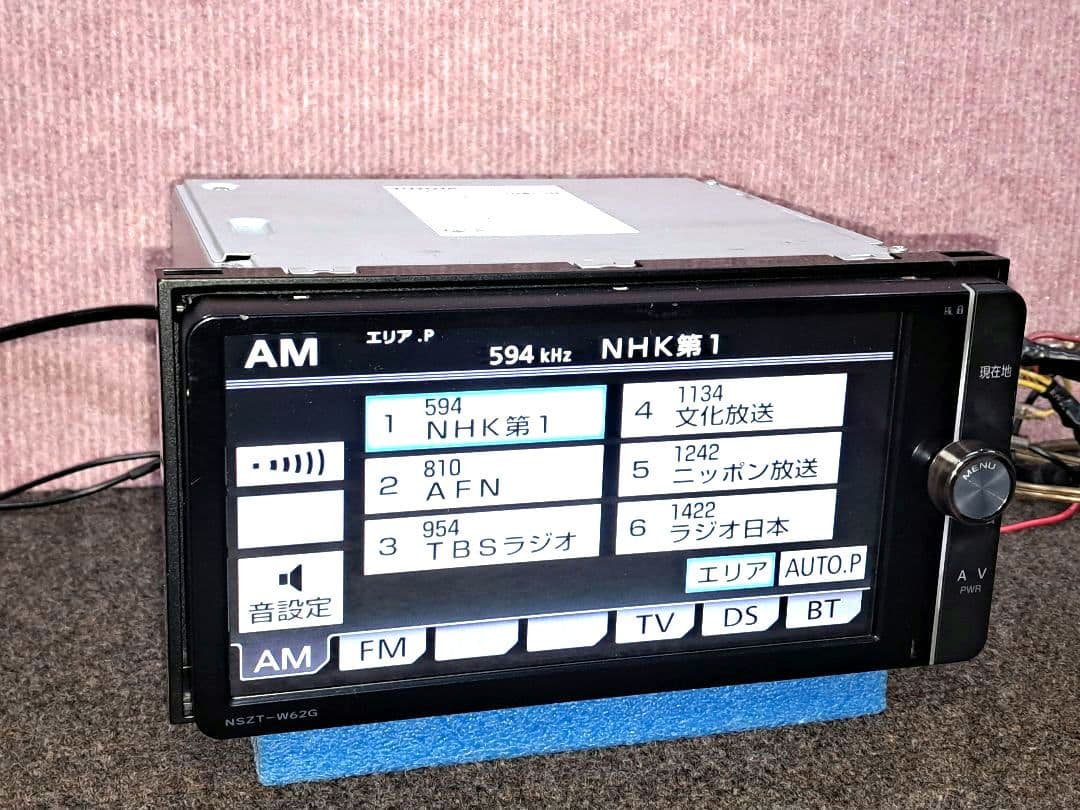 AM
エリア.P
594 kHz NHK第1
1 594 NHK第1
2 810 AFN
3 954 TBSラジオ
4 1134 文化放送
5 1242 ニッポン放送
6 1422 ラジオ日本
音設定
エリア
AUTO.P
AM FM TV DS BT
現在地
MENU
AV
PWR
NSZT-W62G